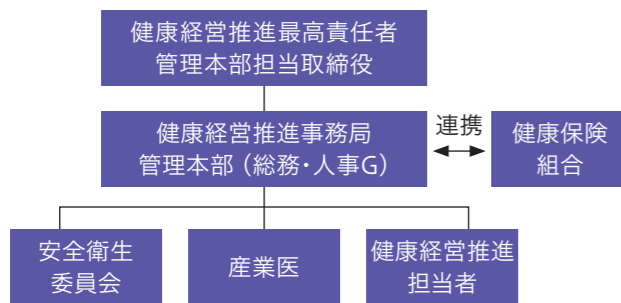 健康経営推進最高責任者
管理本部担当取締役
健康経営推進事務局
管理本部（総務・人事G）
連携
健康保険
組合
安全衛生
委員会
産業医
健康経営推進
担当者